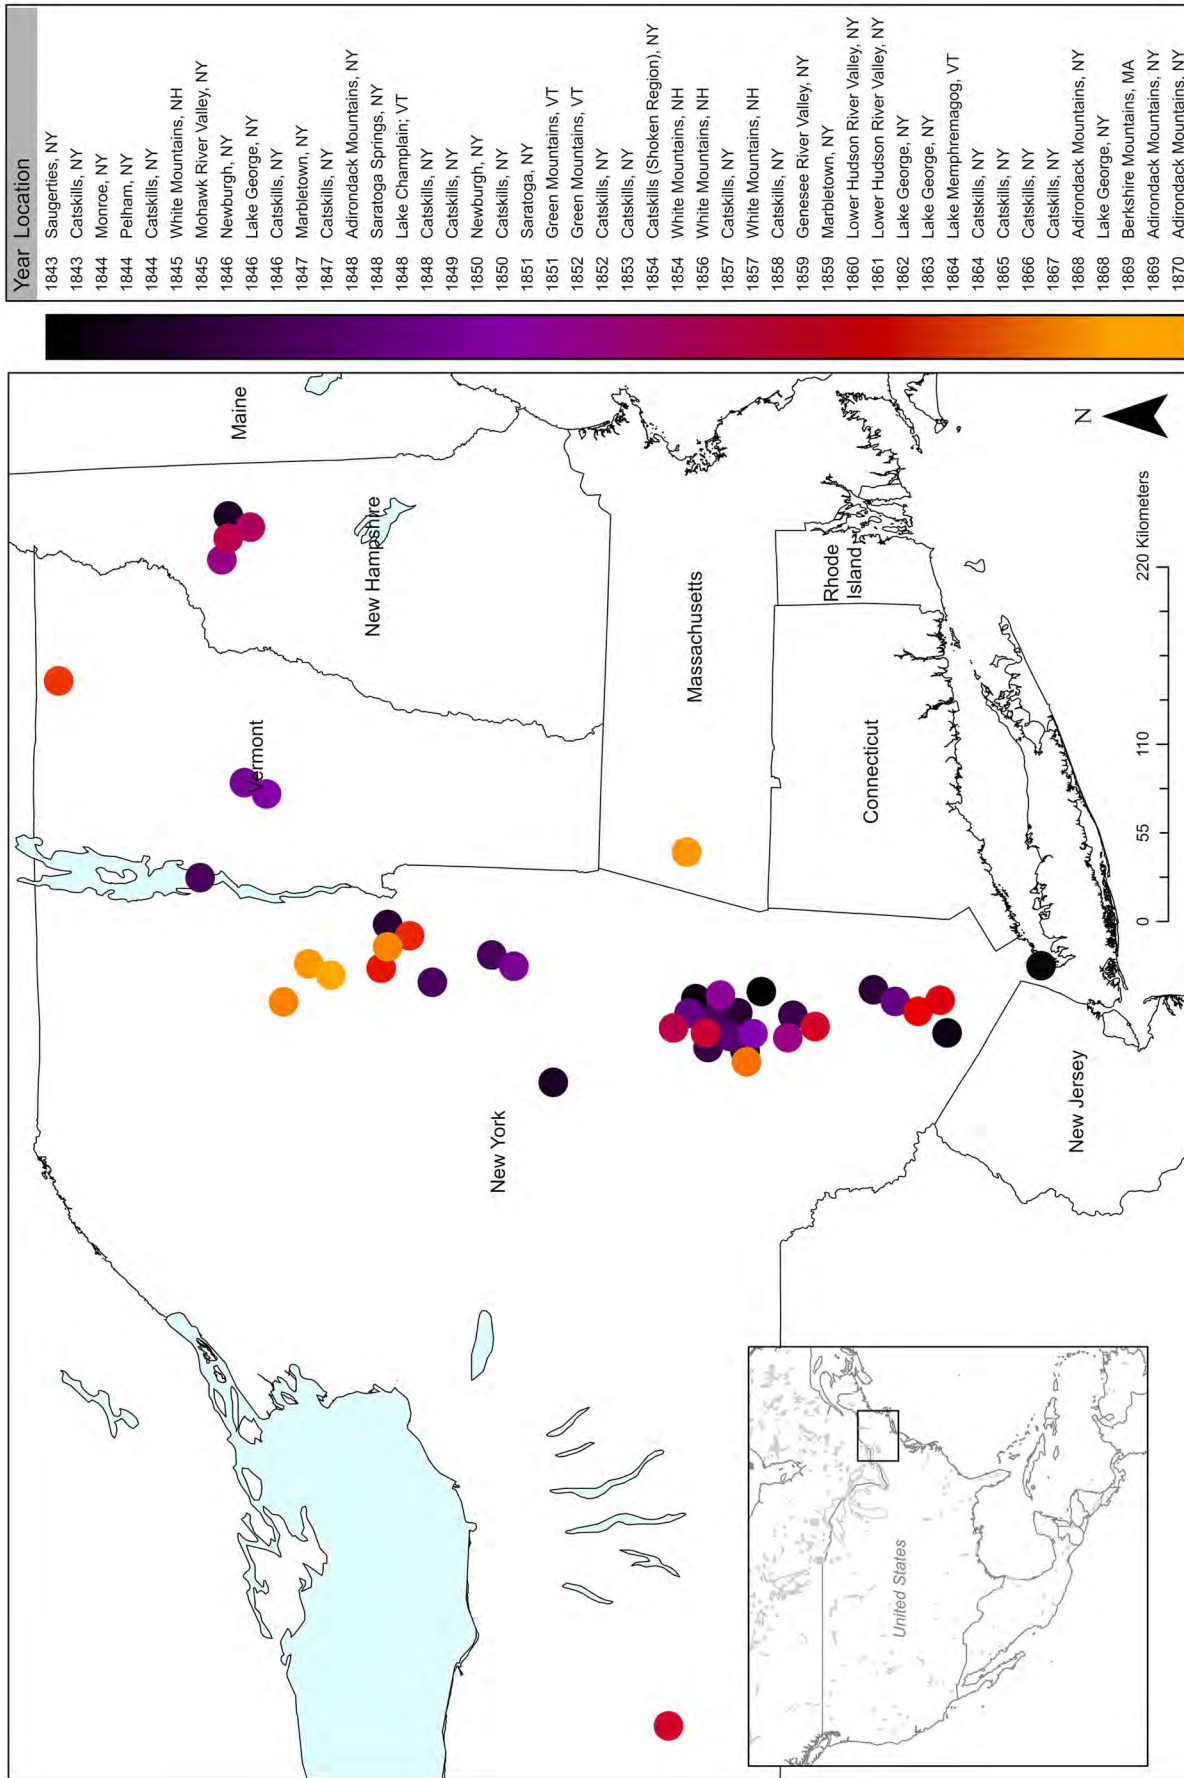 Year Location
1843 Saugerties, NY
1843 Catskills, NY
1844 Monroe, NY
1844 Pelham, NY
1844 Catskills, NY
1845 White Mountains, NH
1845 Mohawk River Valley, NY
1846 Newburgh, NY
1846 Lake George, NY
1846 Catskills, NY
1847 Marbletown, NY
1847 Catskills, NY
1848 Adirondack Mountains, NY
1848 Saratoga Springs, NY
1848 Lake Champlain; VT
1848 Catskills, NY
1849 Catskills, NY
1850 Newburgh, NY
1850 Catskills, NY
1851 Saratoga, NY
1851 Green Mountains, VT
1852 Green Mountains, VT
1852 Catskills, NY
1853 Catskills, NY
1854 Catskills (Shoken Region), NY
1854 White Mountains, NH
1856 White Mountains, NH
1857 Catskills, NY
1857 White Mountains, NH
1858 Catskills, NY
1859 Genesee River Valley, NY
1859 Marbletown, NY
1860 Lower Hudson River Valley, NY
1861 Lower Hudson River Valley, NY
1862 Lake George, NY
1863 Lake George, NY
1864 Lake Memphremagog, VT
1864 Catskills, NY
1865 Catskills, NY
1866 Catskills, NY
1867 Catskills, NY
1868 Adirondack Mountains, NY
1868 Lake George, NY
1869 Berkshire Mountains, MA
1869 Adirondack Mountains, NY
1870 Adirondack Mountains, NY
Maine
New Hampshire
Vermont
Massachusetts
Rhode
Island
Connecticut
New York
New Jersey
N
0 55 110 220 Kilometers
United States